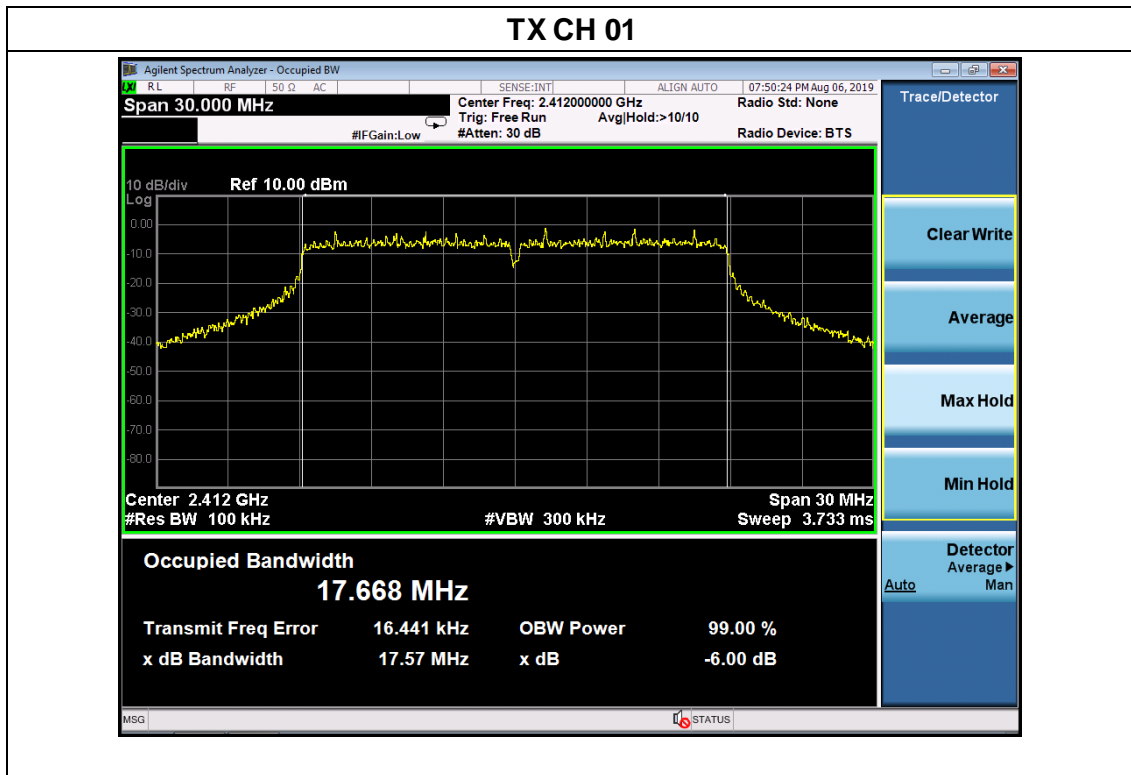 TX CH 01
Agilent Spectrum Analyzer - Occupied BW
LXI RL RF 50 Ω AC SENSE:INT ALIGN AUTO 07:50:24 PM Aug 06, 2019
Span 30.000 MHz
Center Freq: 2.412000000 GHz Radio Std: None
Trig: Free Run Avg|Hold:>10/10
#IFGain:Low #Atten: 30 dB Radio Device: BTS
Trace/Detector
10 dB/div Ref 10.00 dBm
Log
0.00
-10.0
-20.0
-30.0
-40.0
-50.0
-60.0
-70.0
-80.0
Center 2.412 GHz Span 30 MHz
#Res BW 100 kHz #VBW 300 kHz Sweep 3.733 ms
Clear Write
Average
Max Hold
Min Hold
Detector
Average▶
Auto Man
Occupied Bandwidth
17.668 MHz
Transmit Freq Error 16.441 kHz OBW Power 99.00 %
x dB Bandwidth 17.57 MHz x dB -6.00 dB
MSG STATUS